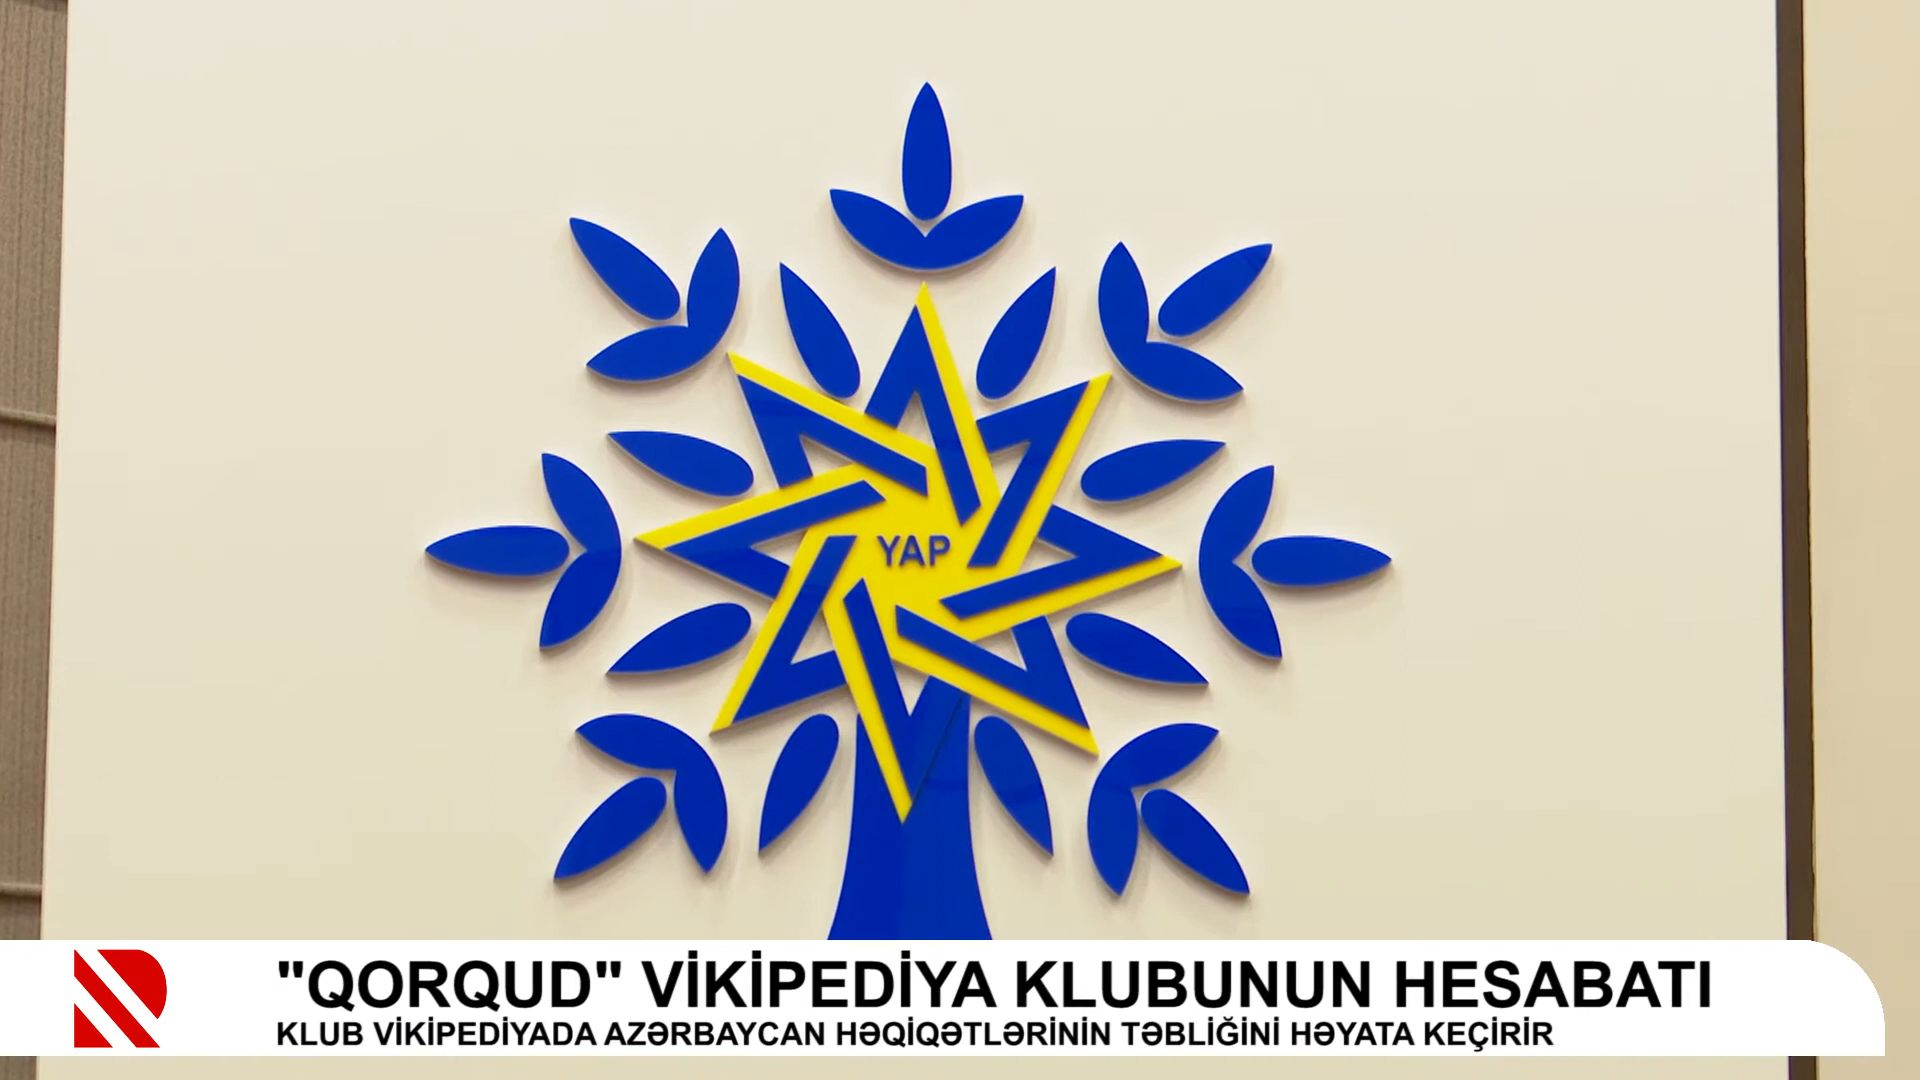 YAP
"QORQUD" VİKİPEDİYA KLUBUNUN HESABATI
KLUB VİKİPEDİYADA AZƏRBAYCAN HƏQİQƏTLƏRİNİN TƏBLİĞİNİ HƏYATA KEÇİRİR